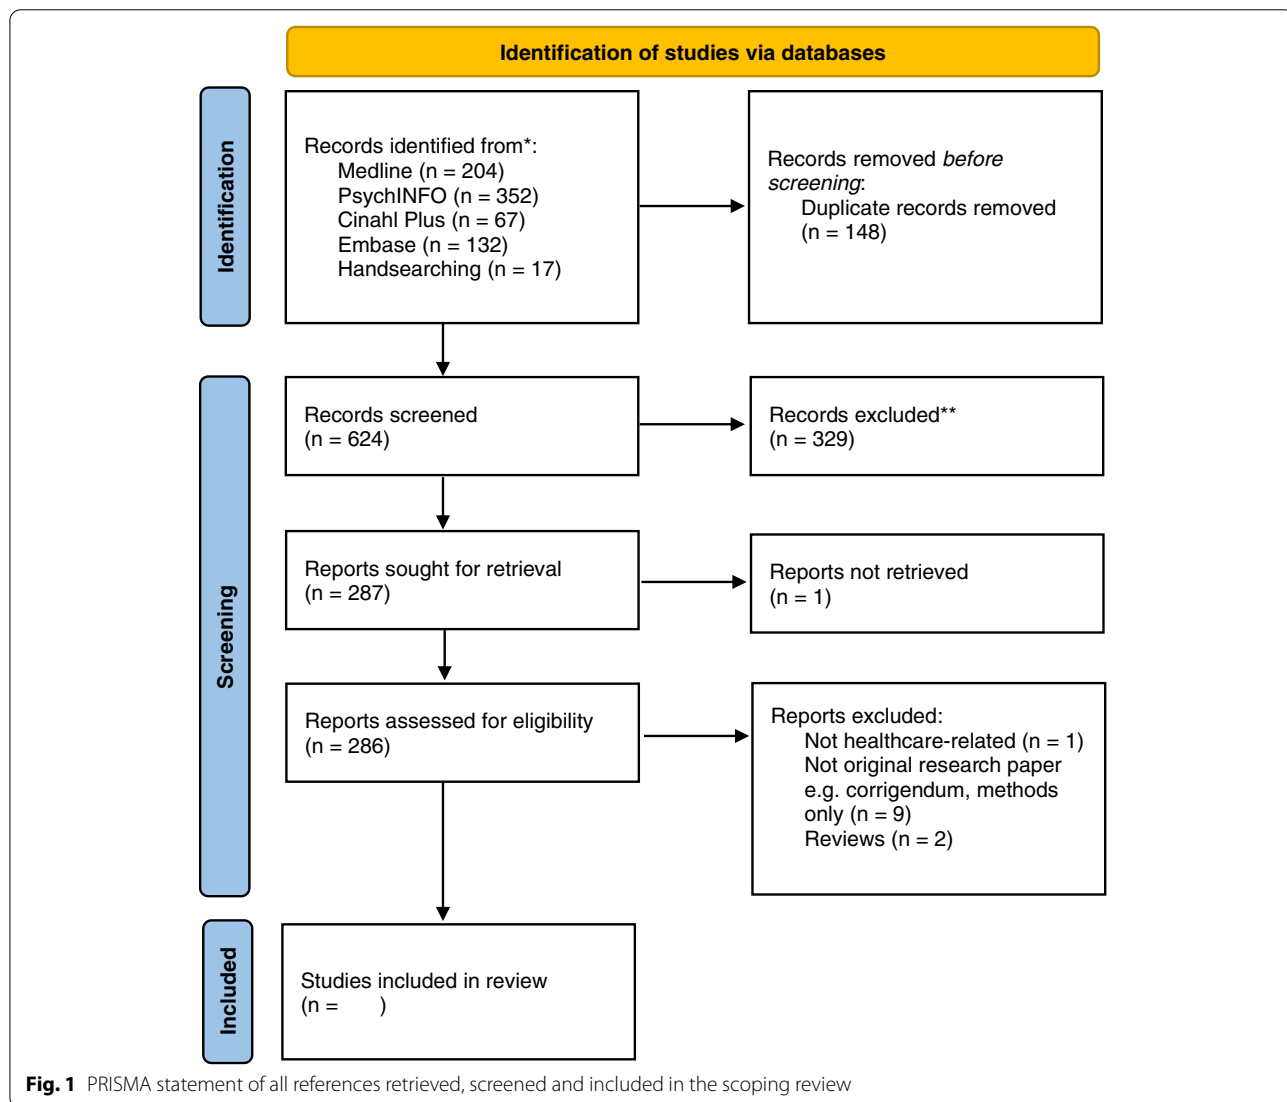 Identification of studies via databases
Identification
Records identified from*:
Medline (n = 204)
PsychINFO (n = 352)
Cinahl Plus (n = 67)
Embase (n = 132)
Handsearching (n = 17)
Records removed before
screening:
Duplicate records removed
(n = 148)
Screening
Records screened
(n = 624)
Records excluded**
(n = 329)
Reports sought for retrieval
(n = 287)
Reports not retrieved
(n = 1)
Reports assessed for eligibility
(n = 286)
Reports excluded:
Not healthcare-related (n = 1)
Not original research paper
e.g. corrigendum, methods
only (n = 9)
Reviews (n = 2)
Included
Studies included in review
(n = )
Fig. 1 PRISMA statement of all references retrieved, screened and included in the scoping review